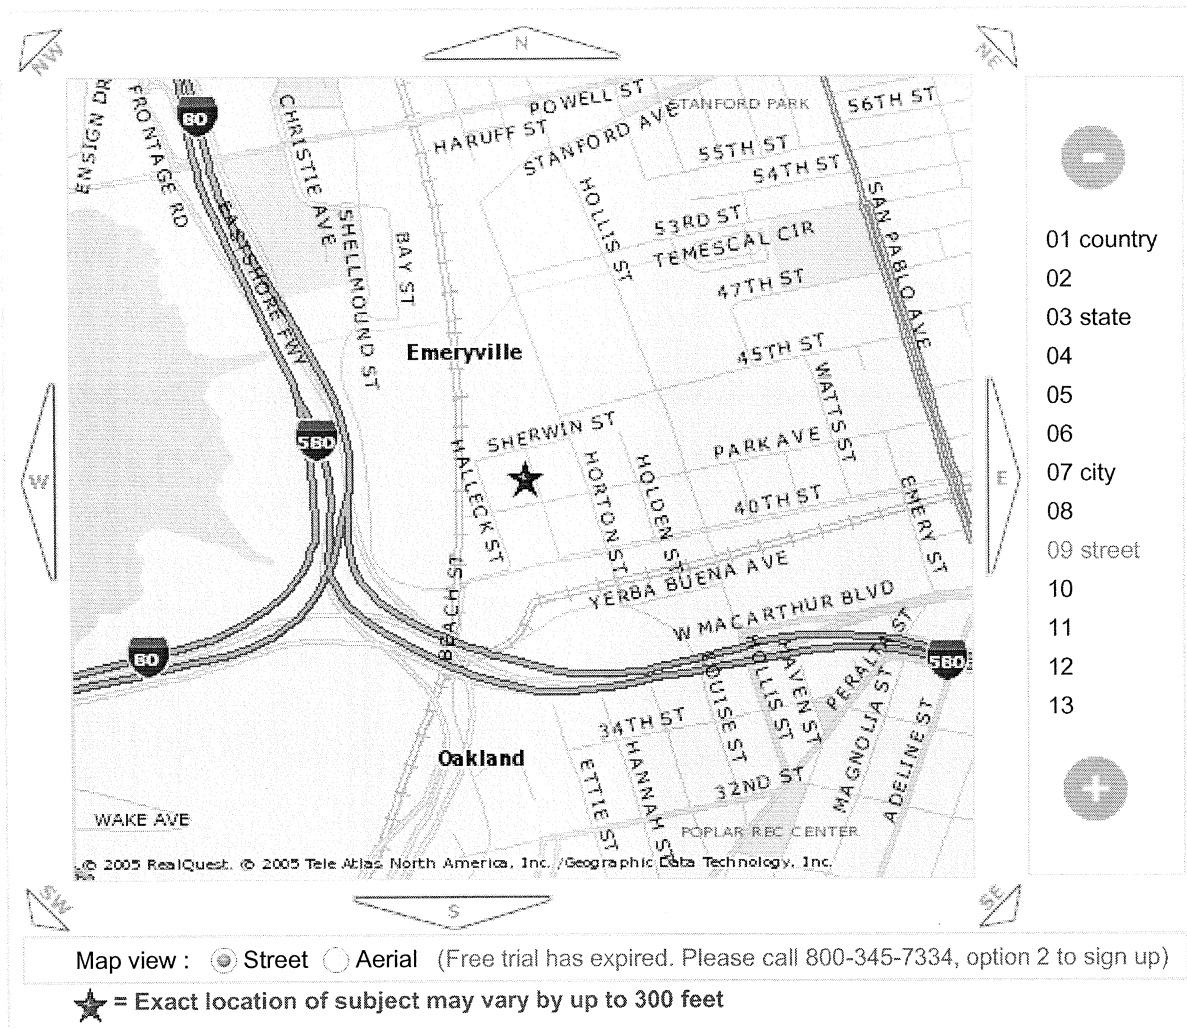 N
NW
NE
ENSIGN DR
FRONTAGE RD
80
CHRISTIE AVE
POWELL ST
HARUFF ST
STANFORD AVE
STANFORD PARK
56TH ST
55TH ST
54TH ST
EASTSHORE FWY
SHELLMOUND ST
BAY ST
HOLLIS ST
53RD ST
TEMESCAL CIR
47TH ST
SAN PABLO AVE
Emeryville
45TH ST
WATTS ST
580
SHERWIN ST
PARK AVE
HALLECK ST
HORTON ST
HOLDEN ST
40TH ST
EMERY ST
W
E
BEACH ST
YERBA BUENA AVE
W MACARTHUR BLVD
80
580
LOUISE ST
HOLLIS ST
HAVEN ST
PERALTA ST
MAGNOLIA ST
ADELINE ST
34TH ST
HANNAH ST
ETTIE ST
32ND ST
Oakland
WAKE AVE
POPLAR REC CENTER
© 2005 RealQuest. © 2005 Tele Atlas North America, Inc. /Geographic Data Technology, Inc.
SW
S
SE
-
01 country
02
03 state
04
05
06
07 city
08
09 street
10
11
12
13
+
Map view : Street Aerial (Free trial has expired. Please call 800-345-7334, option 2 to sign up)
= Exact location of subject may vary by up to 300 feet